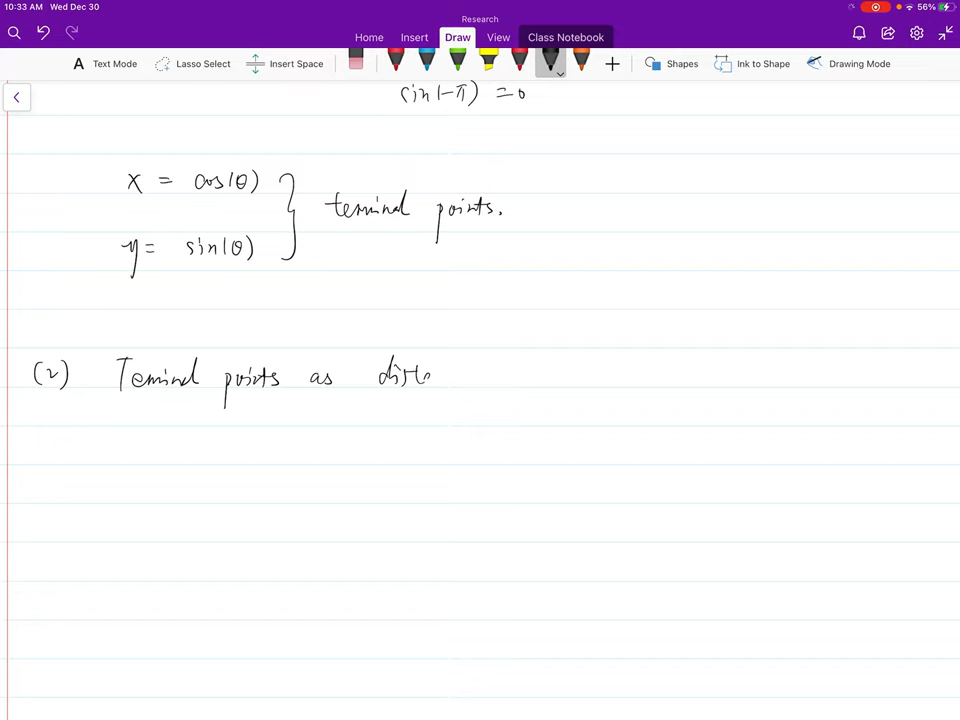 10:33 AM Wed Dec 30
56%
Research
Home Insert Draw View Class Notebook
Text Mode Lasso Select Insert Space Shapes Ink to Shape Drawing Mode
sin(-π) = 0
x = cos(θ)
terminal points.
y = sin(θ)
(2) Terminal points as